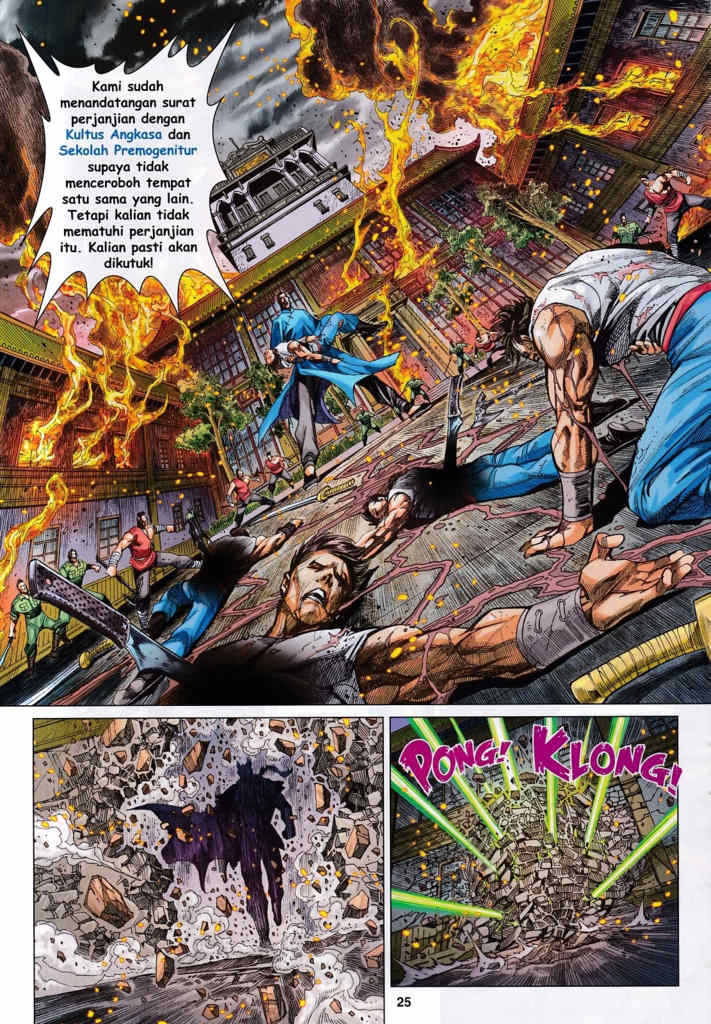 Kami sudah
menandatangan surat
perjanjian dengan
Kultus Angkasa dan
Sekolah Premogenitur
supaya tidak
menceroboh tempat
satu sama yang lain.
Tetapi kalian tidak
mematuhi perjanjian
itu. Kalian pasti akan
dikutuk!
PONG! KLONG!
25